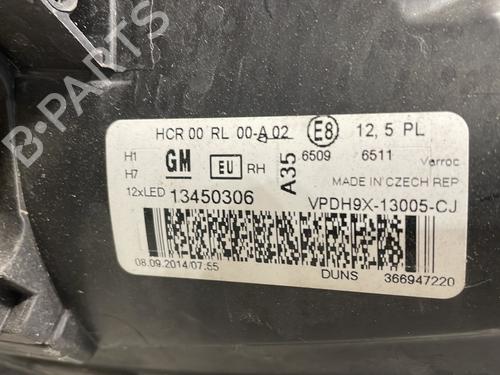 B-PARTS
HCR 00 RL 00-A 02 E8 12,5 PL
H1 GM EU RH A35 6509 6511 Varroc
H7 MADE IN CZECH REP
12xLED 13450306 VPDH9X-13005-CJ
08.09.2014/07:55 DUNS 366947220